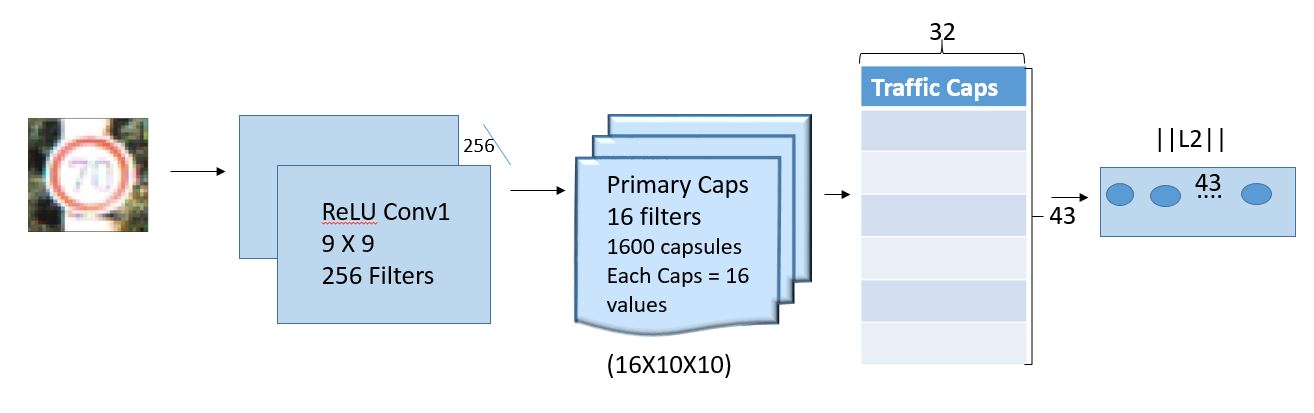 70
ReLU Conv1
9 X 9
256 Filters
256
Primary Caps
16 filters
1600 capsules
Each Caps = 16
values
(16X10X10)
32
Traffic Caps
43
||L2||
43
....